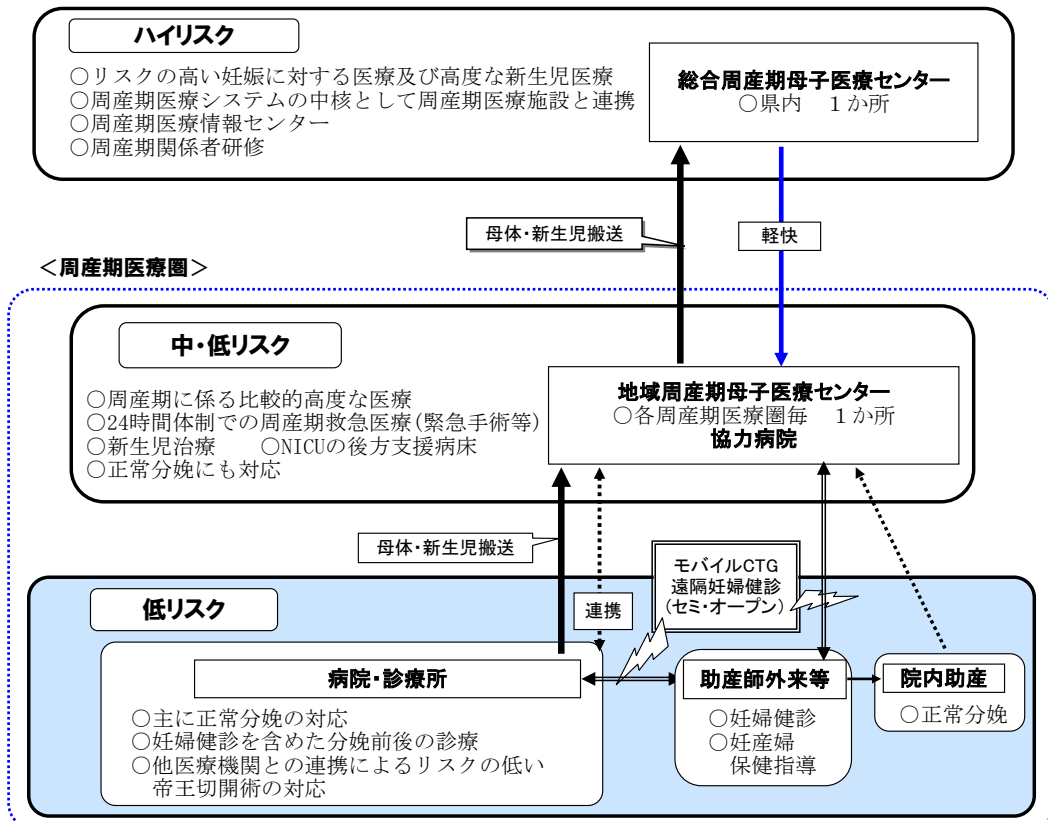 ハイリスク
○リスクの高い妊娠に対する医療及び高度な新生児医療
○周産期医療システムの中核として周産期医療施設と連携
○周産期医療情報センター
○周産期関係者研修
総合周産期母子医療センター
○県内　１か所
母体・新生児搬送
軽快
＜周産期医療圏＞
中・低リスク
○周産期に係る比較的高度な医療
○24時間体制での周産期救急医療(緊急手術等)
○新生児治療　　○NICUの後方支援病床
○正常分娩にも対応
地域周産期母子医療センター
○各周産期医療圏毎　１か所
協力病院
母体・新生児搬送
連携
モバイルCTG
遠隔妊婦健診
(セミ・オープン)
低リスク
病院・診療所
○主に正常分娩の対応
○妊婦健診を含めた分娩前後の診療
○他医療機関との連携によるリスクの低い
帝王切開術の対応
助産師外来等
○妊婦健診
○妊産婦
保健指導
院内助産
○正常分娩